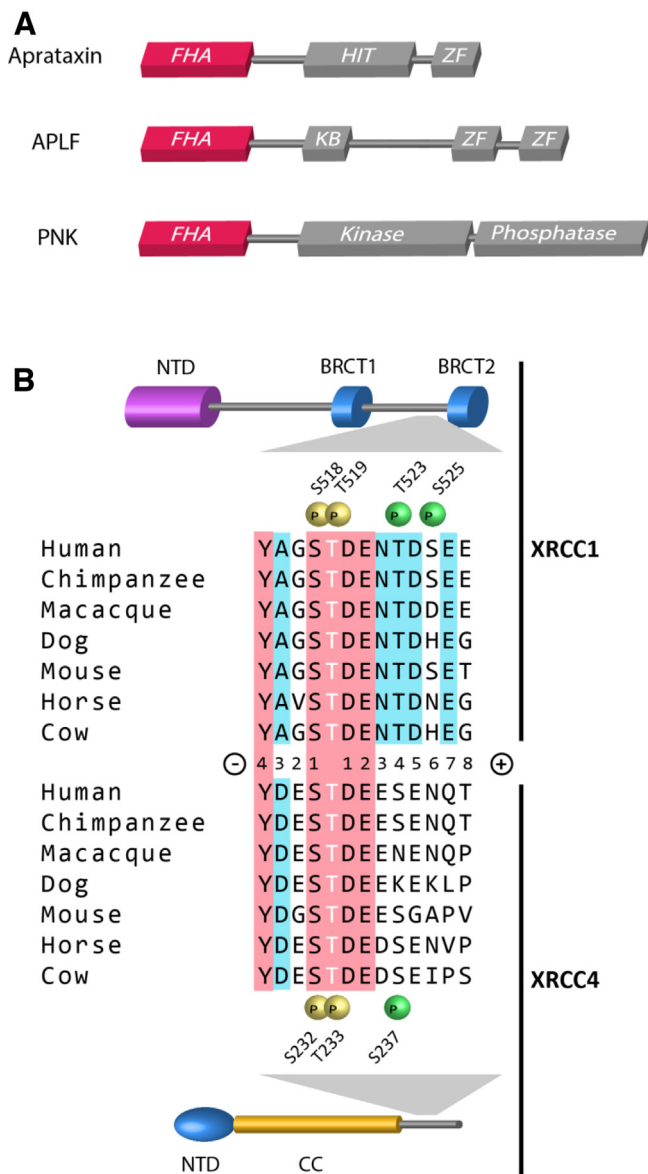 A
Aprataxin FHA HIT ZF
APLF FHA KB ZF ZF
PNK FHA Kinase Phosphatase
B
NTD BRCT1 BRCT2
S518 T519 T523 S525
P P P P
Human YAGSTDENTDSEE
Chimpanzee YAGSTDENTDSEE
Macacque YAGSTDENTDDEE
Dog YAGSTDENTDHEG
Mouse YAGSTDENTDSET
Horse YAVSTDENTDNEG
Cow YAGSTDENTDHEG
XRCC1
- 4 3 2 1 1 2 3 4 5 6 7 8 +
Human YDESTDEESENQT
Chimpanzee YDESTDEESENQT
Macacque YDESTDEENENQP
Dog YDESTDEEKEKLP
Mouse YDGSTDEESGAPV
Horse YDESTDEDSENVP
Cow YDESTDEDSEIPS
XRCC4
P P P
S232 T233 S237
NTD CC